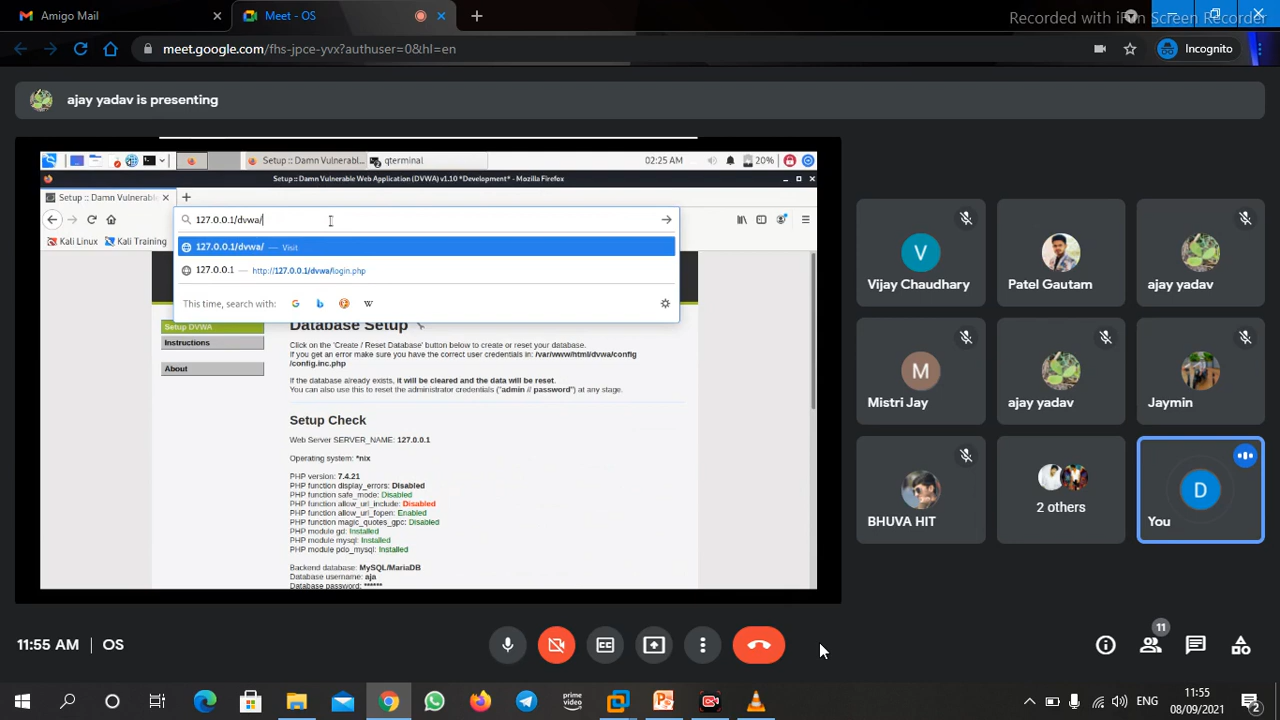 Amigo Mail
Meet - OS
Recorded with iFun Screen Recorder
meet.google.com/fhs-jpce-yvx?authuser=0&hl=en
Incognito
ajay yadav is presenting
Setup :: Damn Vulnerabl...
qterminal
02:25 AM
20%
Setup :: Damn Vulnerable Web Application (DVWA) v1.10 *Development* - Mozilla Firefox
Setup :: Damn Vulnerable
127.0.0.1/dvwa/
Kali Linux
Kali Training
127.0.0.1/dvwa/ — Visit
127.0.0.1 — http://127.0.0.1/dvwa/login.php
This time, search with:
Setup DVWA
Instructions
About
Database Setup
Click on the 'Create / Reset Database' button below to create or reset your database.
If you get an error make sure you have the correct user credentials in: /var/www/html/dvwa/config
/config.inc.php
If the database already exists, it will be cleared and the data will be reset.
You can also use this to reset the administrator credentials ("admin // password") at any stage.
Setup Check
Web Server SERVER_NAME: 127.0.0.1
Operating system: *nix
PHP version: 7.4.21
PHP function display_errors: Disabled
PHP function safe_mode: Disabled
PHP function allow_url_include: Disabled
PHP function allow_url_fopen: Enabled
PHP function magic_quotes_gpc: Disabled
PHP module gd: Installed
PHP module mysql: Installed
PHP module pdo_mysql: Installed
Backend database: MySQL/MariaDB
Database username: aja
Database password: ******
V
Vijay Chaudhary
Patel Gautam
ajay yadav
M
Mistri Jay
ajay yadav
Jaymin
BHUVA HIT
2 others
D
You
11:55 AM | OS
11
prime
video
ENG
11:55
08/09/2021
2